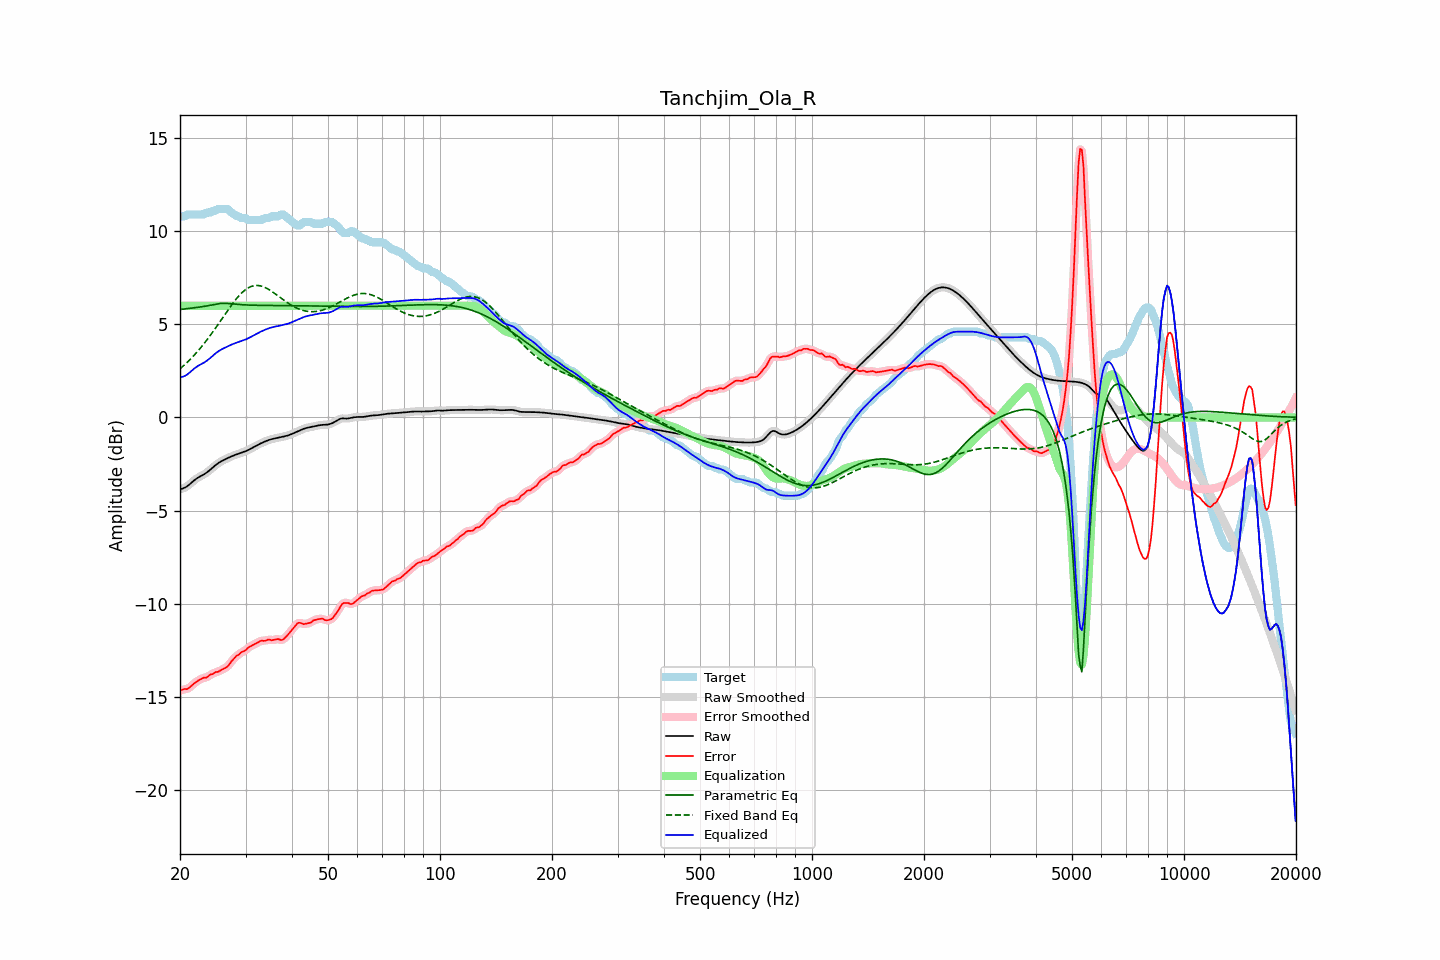 Tanchjim_Ola_R
Amplitude (dBr)
15
10
5
0
−5
−10
−15
−20
Target
Raw Smoothed
Error Smoothed
Raw
Error
Equalization
Parametric Eq
Fixed Band Eq
Equalized
20 50 100 200 500 1000 2000 5000 10000 20000
Frequency (Hz)